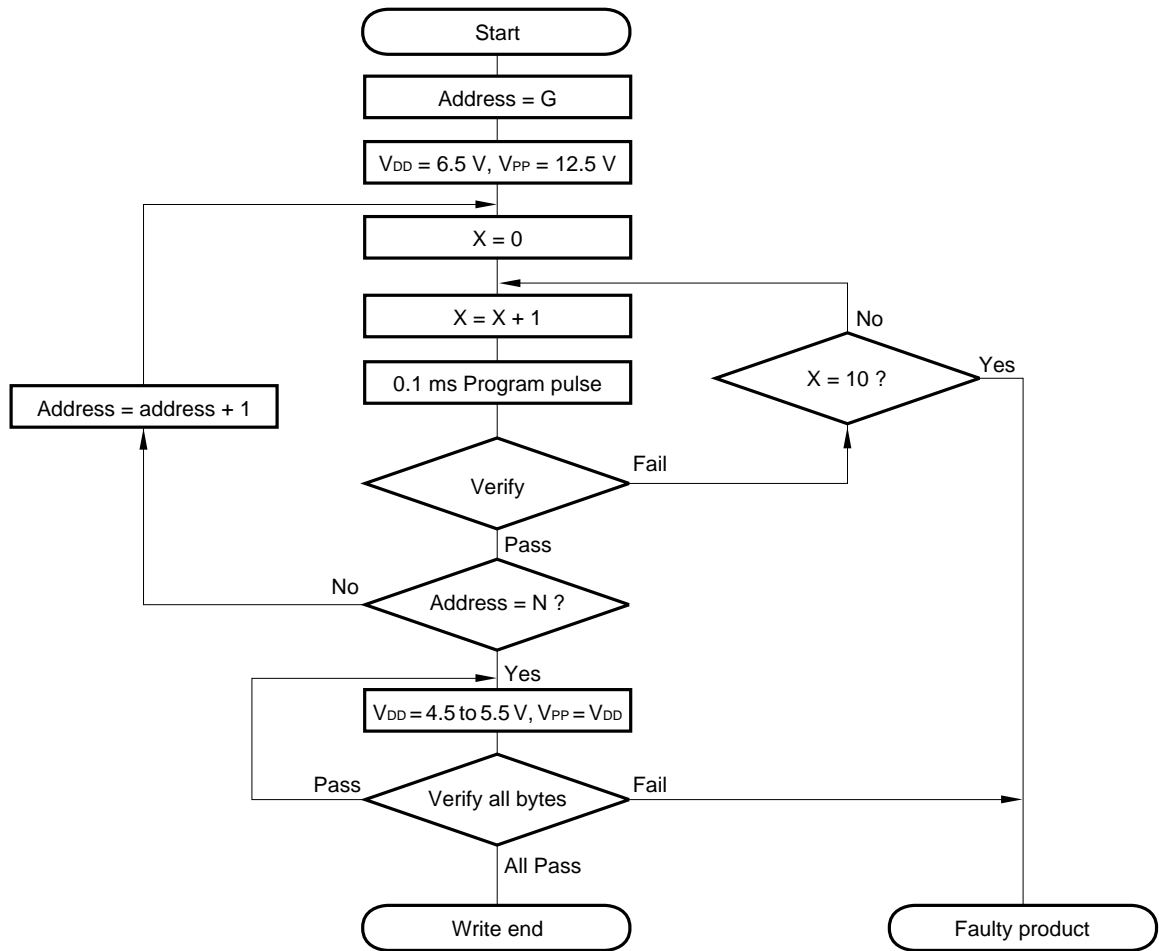 Start
Address = G
VDD = 6.5 V, VPP = 12.5 V
X = 0
X = X + 1
No
0.1 ms Program pulse
X = 10 ?
Yes
Address = address + 1
Verify
Fail
Pass
No
Address = N ?
Yes
VDD = 4.5 to 5.5 V, VPP = VDD
Pass
Verify all bytes
Fail
All Pass
Write end
Faulty product